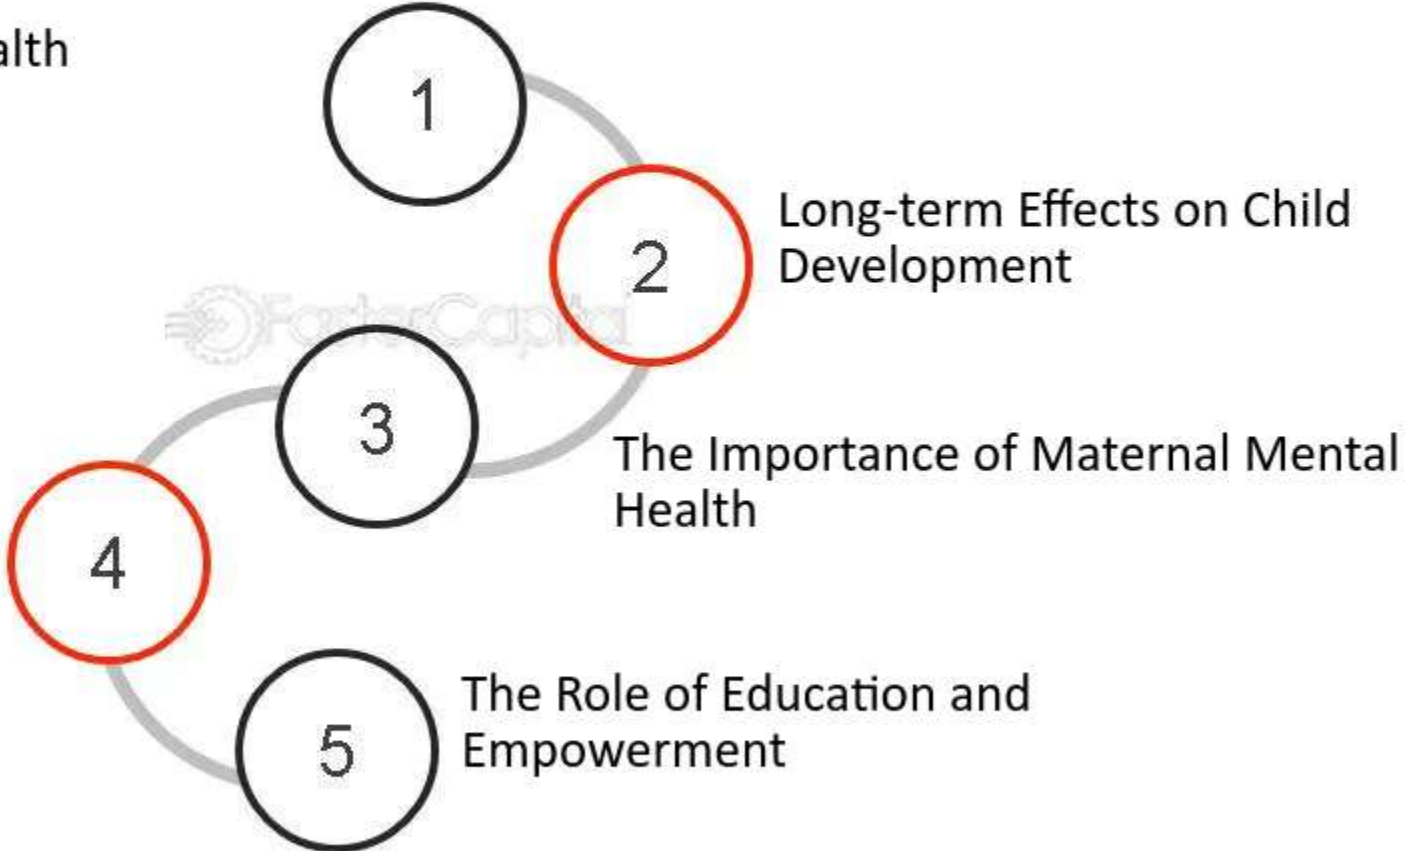 alth
1
2
Long-term Effects on Child
Development
FasterCapital
3
The Importance of Maternal Mental
Health
4
5
The Role of Education and
Empowerment